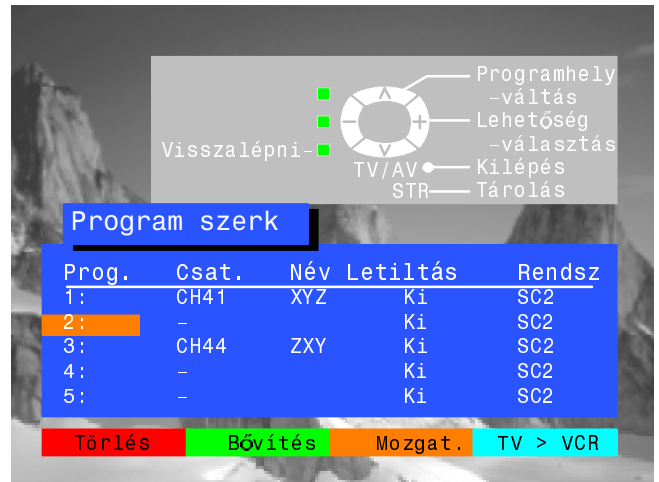 Programhely
-váltás
Lehetőség
-választás
Visszalépni-
TV/AV Kilépés
STR Tárolás
Program szerk
Prog. Csat. Név Letiltás Rendsz
1: CH41 XYZ Ki SC2
2: - Ki SC2
3: CH44 ZXY Ki SC2
4: - Ki SC2
5: - Ki SC2
Törlés Bővítés Mozgat. TV > VCR